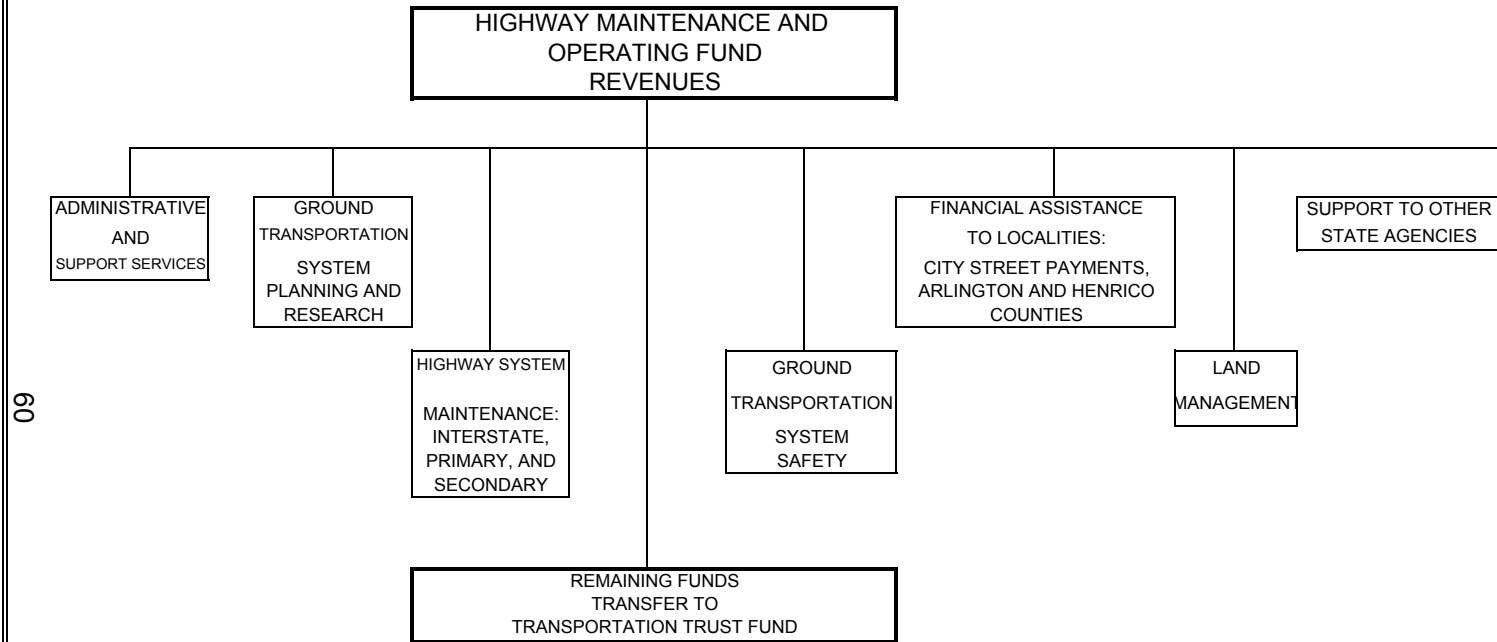 HIGHWAY MAINTENANCE AND
OPERATING FUND
REVENUES
ADMINISTRATIVE
AND
SUPPORT SERVICES
GROUND
TRANSPORTATION
SYSTEM
PLANNING AND
RESEARCH
FINANCIAL ASSISTANCE
TO LOCALITIES:
CITY STREET PAYMENTS,
ARLINGTON AND HENRICO
COUNTIES
SUPPORT TO OTHER
STATE AGENCIES
HIGHWAY SYSTEM
MAINTENANCE:
INTERSTATE,
PRIMARY, AND
SECONDARY
GROUND
TRANSPORTATION
SYSTEM
SAFETY
LAND
MANAGEMENT
REMAINING FUNDS
TRANSFER TO
TRANSPORTATION TRUST FUND
60